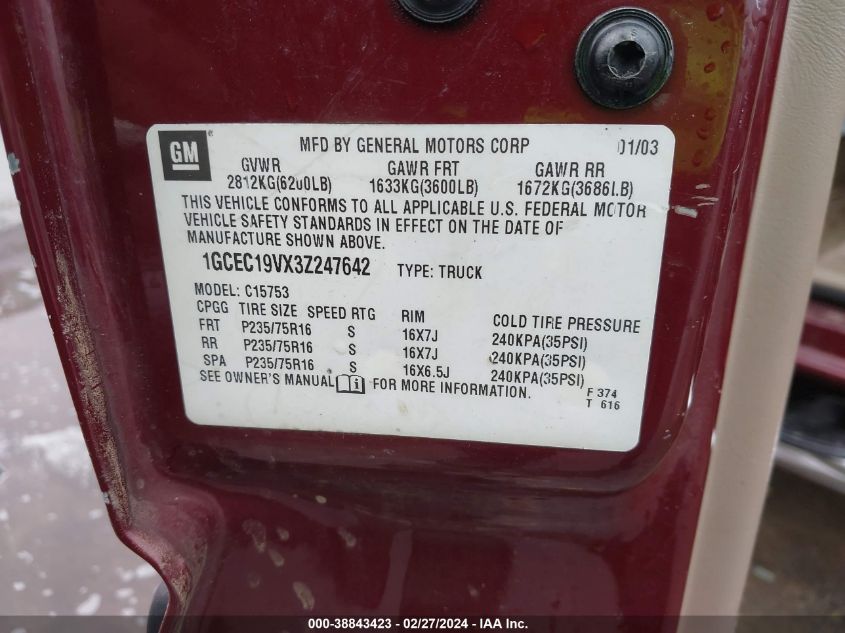 GM
MFD BY GENERAL MOTORS CORP 01/03
GVWR GAWR FRT GAWR RR
2812KG(6200LB) 1633KG(3600LB) 1672KG(3686LB)
THIS VEHICLE CONFORMS TO ALL APPLICABLE U.S. FEDERAL MOTOR
VEHICLE SAFETY STANDARDS IN EFFECT ON THE DATE OF
MANUFACTURE SHOWN ABOVE.
1GCEC19VX3Z247642 TYPE: TRUCK
MODEL: C15753
CPGG TIRE SIZE SPEED RTG RIM COLD TIRE PRESSURE
FRT P235/75R16 S 16X7J 240KPA(35PSI)
RR P235/75R16 S 16X7J 240KPA(35PSI)
SPA P235/75R16 S 16X6.5J 240KPA(35PSI)
SEE OWNER'S MANUAL FOR MORE INFORMATION.
F 374
T 616
000-38843423 - 02/27/2024 - IAA Inc.